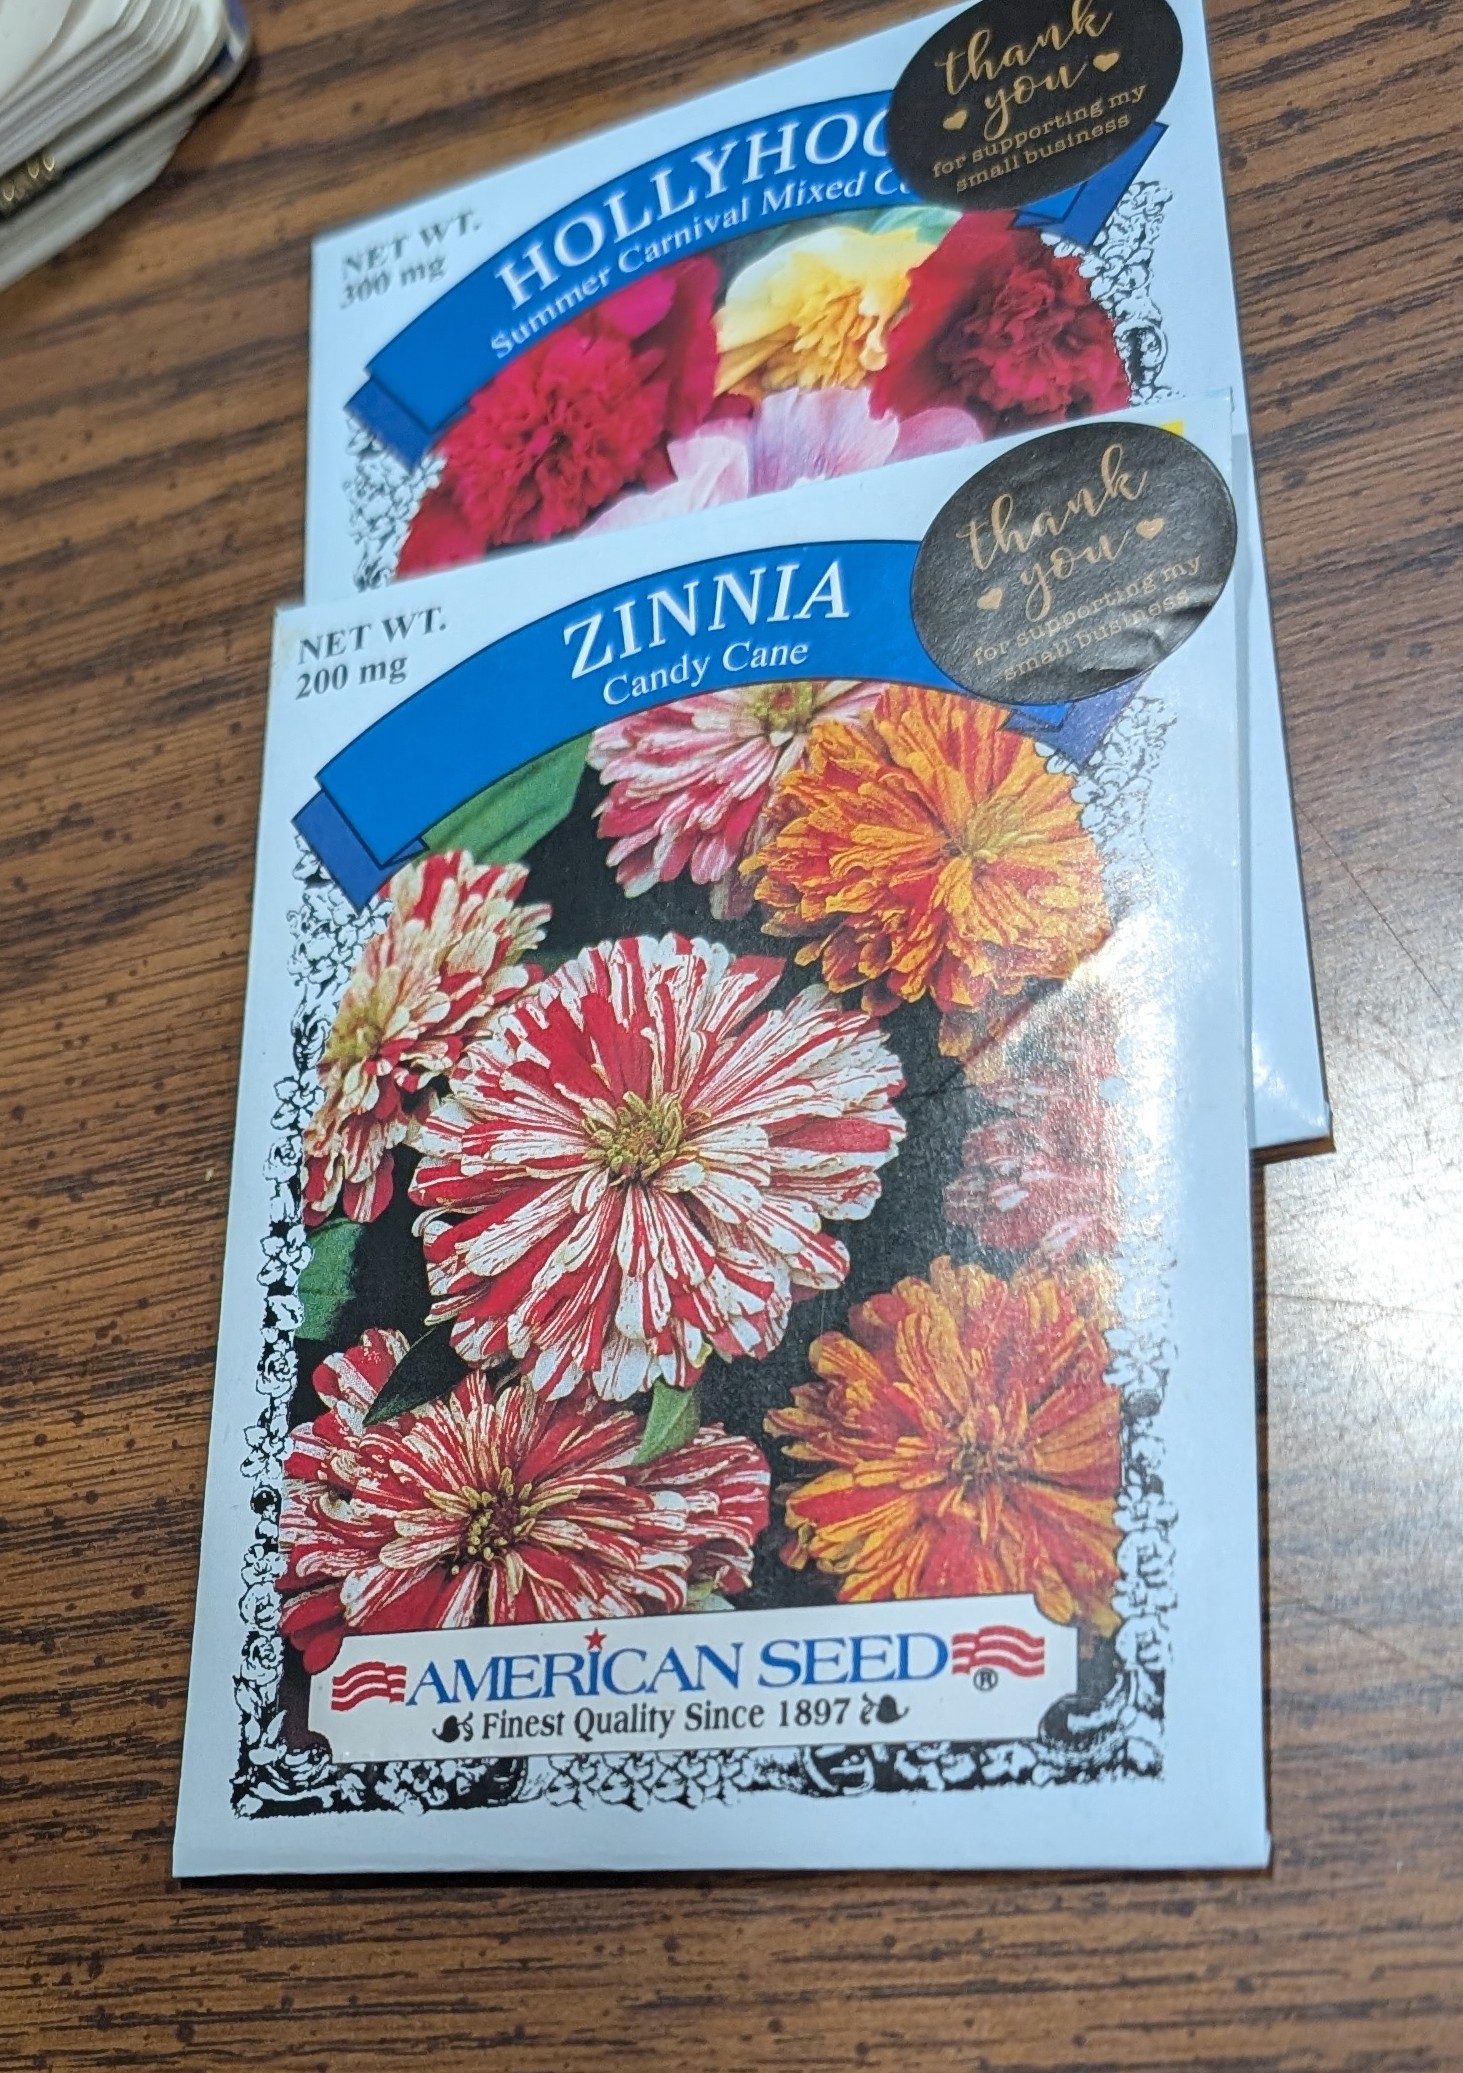 thank
you
for supporting my
small business
HOLLYHOC
Summer Carnival Mixed C
NET WT.
300 mg
thank
you
for supporting my
small business
ZINNIA
Candy Cane
NET WT.
200 mg
AMERICAN SEED
®
Finest Quality Since 1897